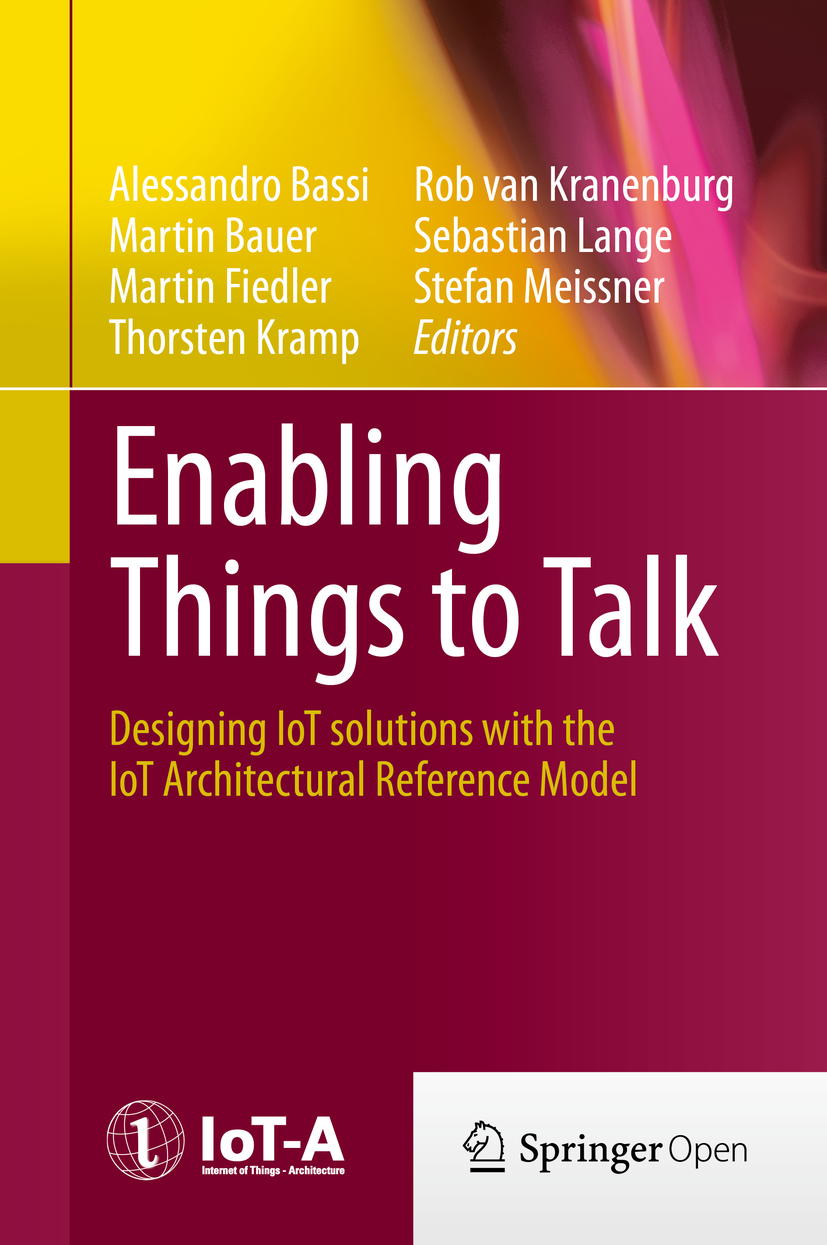 Alessandro Bassi
Martin Bauer
Martin Fiedler
Thorsten Kramp
Rob van Kranenburg
Sebastian Lange
Stefan Meissner
Editors
Enabling
Things to Talk
Designing IoT solutions with the
IoT Architectural Reference Model
IoT-A
Internet of Things - Architecture
Springer Open